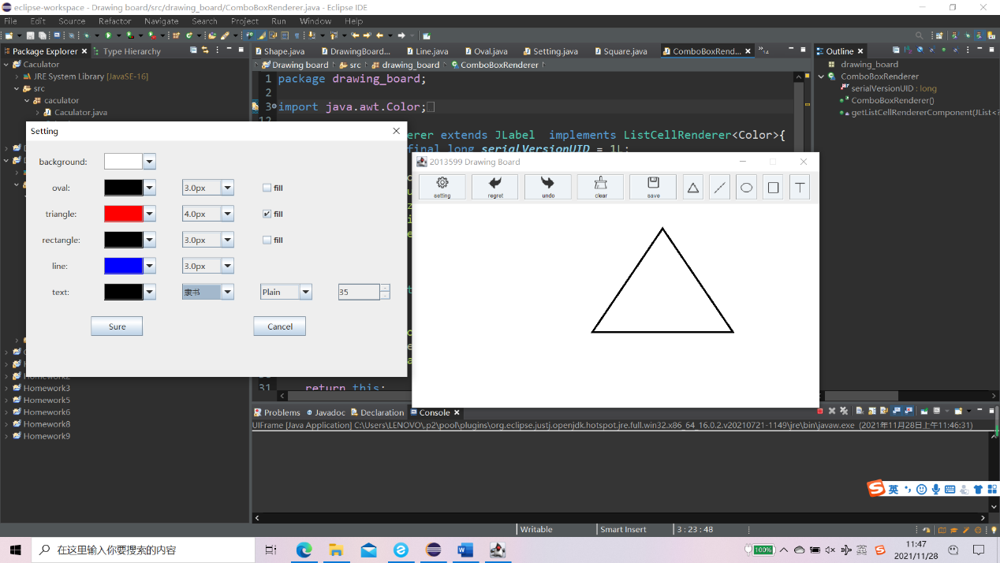 eclipse-workspace - Drawing board/src/drawing_board/ComboBoxRenderer.java - Eclipse IDE
File Edit Source Refactor Navigate Search Project Run Window Help
Package Explorer Type Hierarchy
Shape.java DrawingBoard... Line.java Oval.java Setting.java Square.java ComboBoxRend... 14
Outline
Caculator
JRE System Library [JavaSE-16]
src
caculator
Caculator.java
Drawing board src drawing_board ComboBoxRenderer
1 package drawing_board;
2
3 import java.awt.Color;
12
erer extends JLabel implements ListCellRenderer<Color>{
final long serialVersionUID = 1L;
31 return this;
drawing_board
ComboBoxRenderer
serialVersionUID : long
ComboBoxRenderer()
getListCellRendererComponent(JList<?
Setting
background:
oval: 3.0px fill
triangle: 4.0px fill
rectangle: 3.0px fill
line: 3.0px
text: 隶书 Plain 35
Sure Cancel
2013599 Drawing Board
setting regret undo clear save
Homework3
Homework5
Homework6
Homework8
Homework9
Problems Javadoc Declaration Console
UIFrame [Java Application] C:\Users\LENOVO\.p2\pool\plugins\org.eclipse.justj.openjdk.hotspot.jre.full.win32.x86_64_16.0.2.v20210721-1149\jre\bin\javaw.exe (2021年11月28日上午11:46:31)
英
Writable Smart Insert 3 : 23 : 48
在这里输入你要搜索的内容
100%
英
11:47
2021/11/28